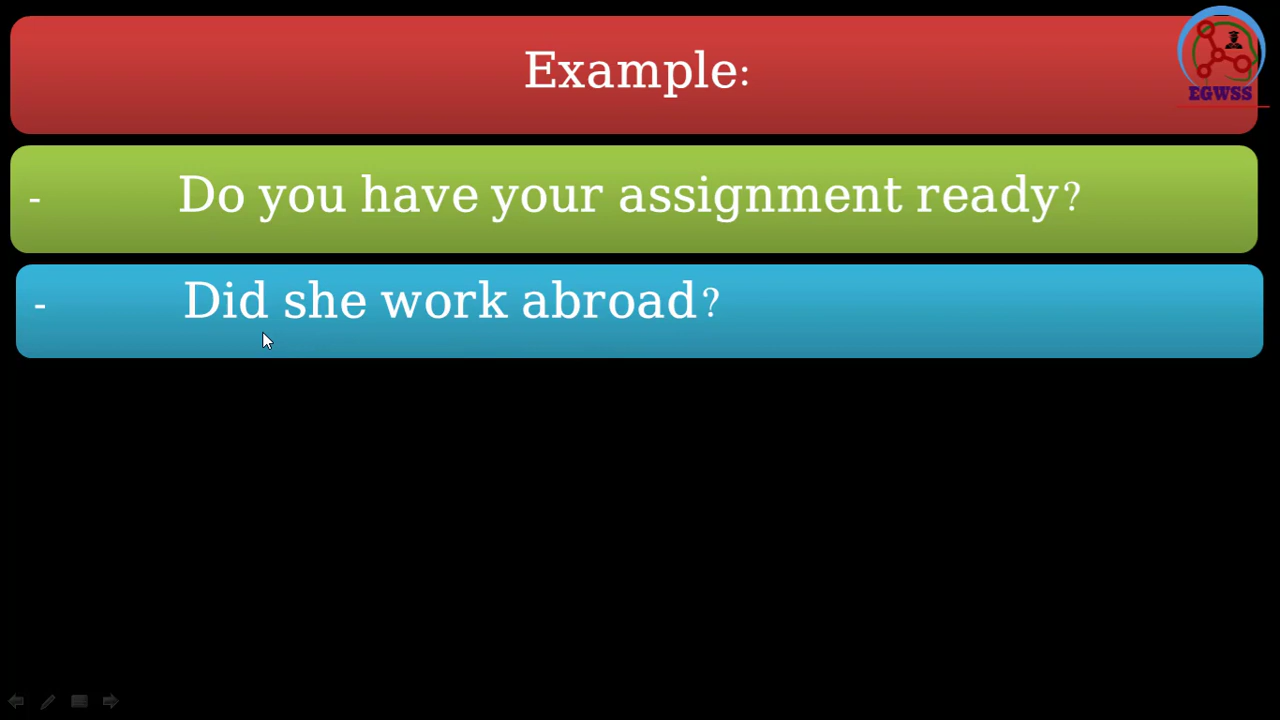 Example:
EGWSS
- Do you have your assignment ready?
- Did she work abroad?